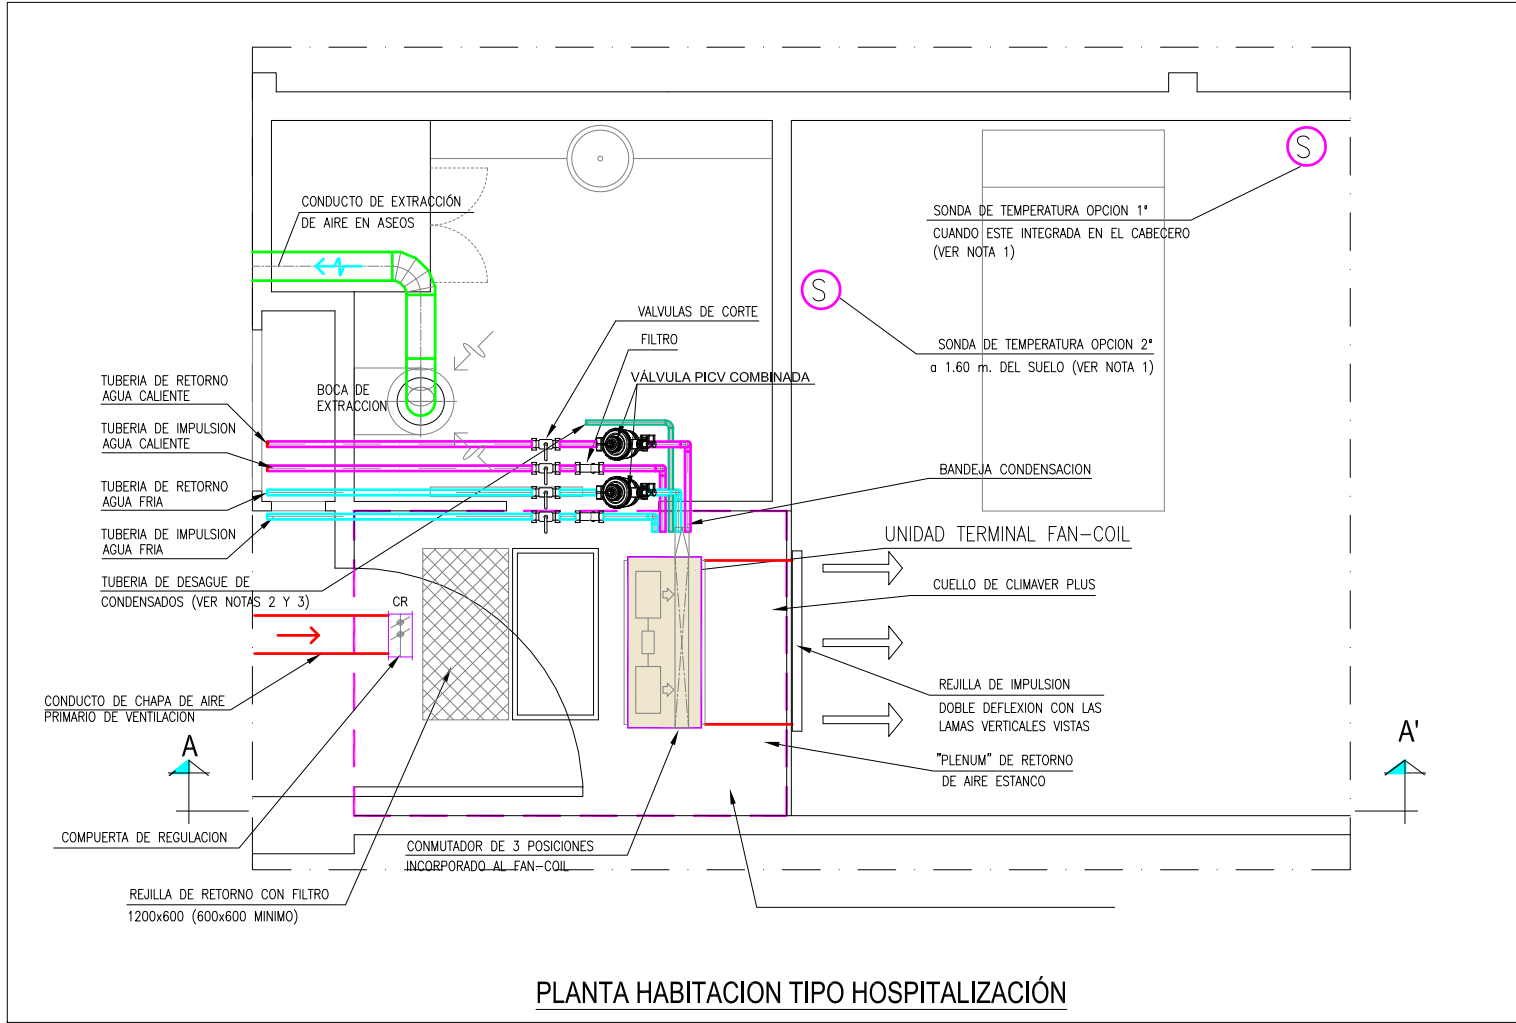 CONDUCTO DE EXTRACCIÓN
DE AIRE EN ASEOS
S
SONDA DE TEMPERATURA OPCION 1ª
CUANDO ESTE INTEGRADA EN EL CABECERO
(VER NOTA 1)
S
SONDA DE TEMPERATURA OPCION 2ª
a 1.60 m. DEL SUELO (VER NOTA 1)
VALVULAS DE CORTE
FILTRO
VÁLVULA PICV COMBINADA
BOCA DE
EXTRACCION
TUBERIA DE RETORNO
AGUA CALIENTE
TUBERIA DE IMPULSION
AGUA CALIENTE
TUBERIA DE RETORNO
AGUA FRIA
TUBERIA DE IMPULSION
AGUA FRIA
TUBERIA DE DESAGUE DE
CONDENSADOS (VER NOTAS 2 Y 3)
CR
BANDEJA CONDENSACION
UNIDAD TERMINAL FAN-COIL
CUELLO DE CLIMAVER PLUS
REJILLA DE IMPULSION
DOBLE DEFLEXION CON LAS
LAMAS VERTICALES VISTAS
"PLENUM" DE RETORNO
DE AIRE ESTANCO
CONDUCTO DE CHAPA DE AIRE
PRIMARIO DE VENTILACION
A
A'
COMPUERTA DE REGULACION
CONMUTADOR DE 3 POSICIONES
INCORPORADO AL FAN-COIL
REJILLA DE RETORNO CON FILTRO
1200x600 (600x600 MINIMO)
PLANTA HABITACION TIPO HOSPITALIZACIÓN